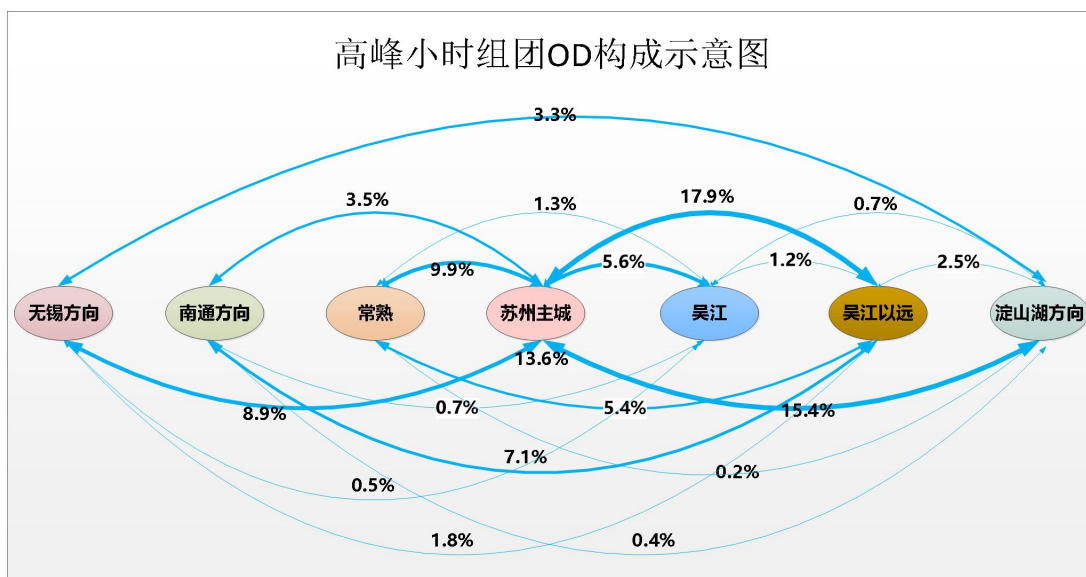 高峰小时组团OD构成示意图
3.3%
3.5%
1.3%
17.9%
0.7%
9.9%
5.6%
1.2%
2.5%
无锡方向
南通方向
常熟
苏州主城
吴江
吴江以远
淀山湖方向
13.6%
8.9%
0.7%
5.4%
15.4%
7.1%
0.5%
0.2%
1.8%
0.4%